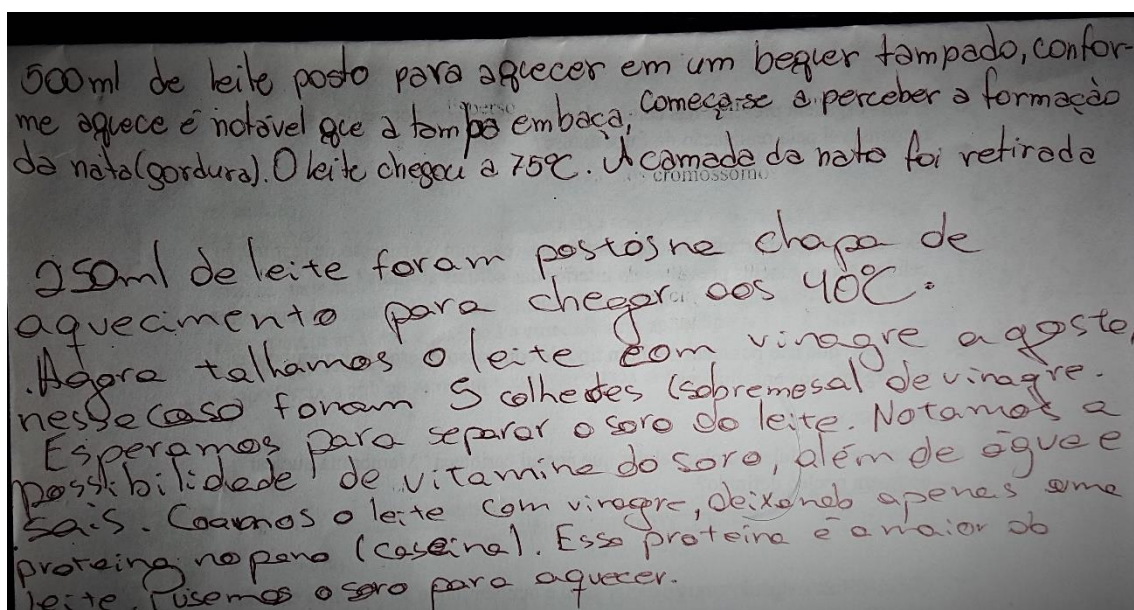 500ml de leite posto para aquecer em um bequer tampado, confor-
me aquece é notável que a tampa embaça, começa-se a perceber a formação
da nata (gordura). O leite chegou a 75°C. A camada da nata foi retirada
cromossomo
250ml de leite foram postos na chapa de
aquecimento para chegar aos 40°C.
.Agora talhamos o leite com vinagre a gosto,
nesse caso foram 5 colheres (sobremesa) de vinagre.
Esperamos para separar o soro do leite. Notamos a
possibilidade de vitamina do soro, além de água e
sais. Coamos o leite com vinagre, deixando apenas uma
proteína no pano (caseína). Essa proteína é a maior do
leite. Pusemos o soro para aquecer.